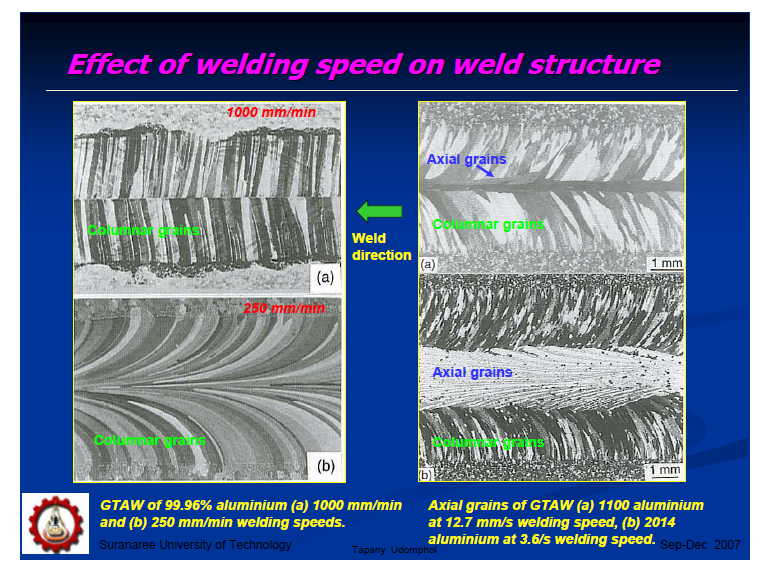 Effect of welding speed on weld structure
1000 mm/min
Columnar grains
(a)
250 mm/min
Columnar grains
(b)
Weld
direction
Axial grains
Columnar grains
(a)
1 mm
Axial grains
Columnar grains
(b)
1 mm
GTAW of 99.96% aluminium (a) 1000 mm/min
and (b) 250 mm/min welding speeds.
Axial grains of GTAW (a) 1100 aluminium
at 12.7 mm/s welding speed, (b) 2014
aluminium at 3.6/s welding speed.
Suranaree University of Technology
Tapany Udomphol
Sep-Dec 2007